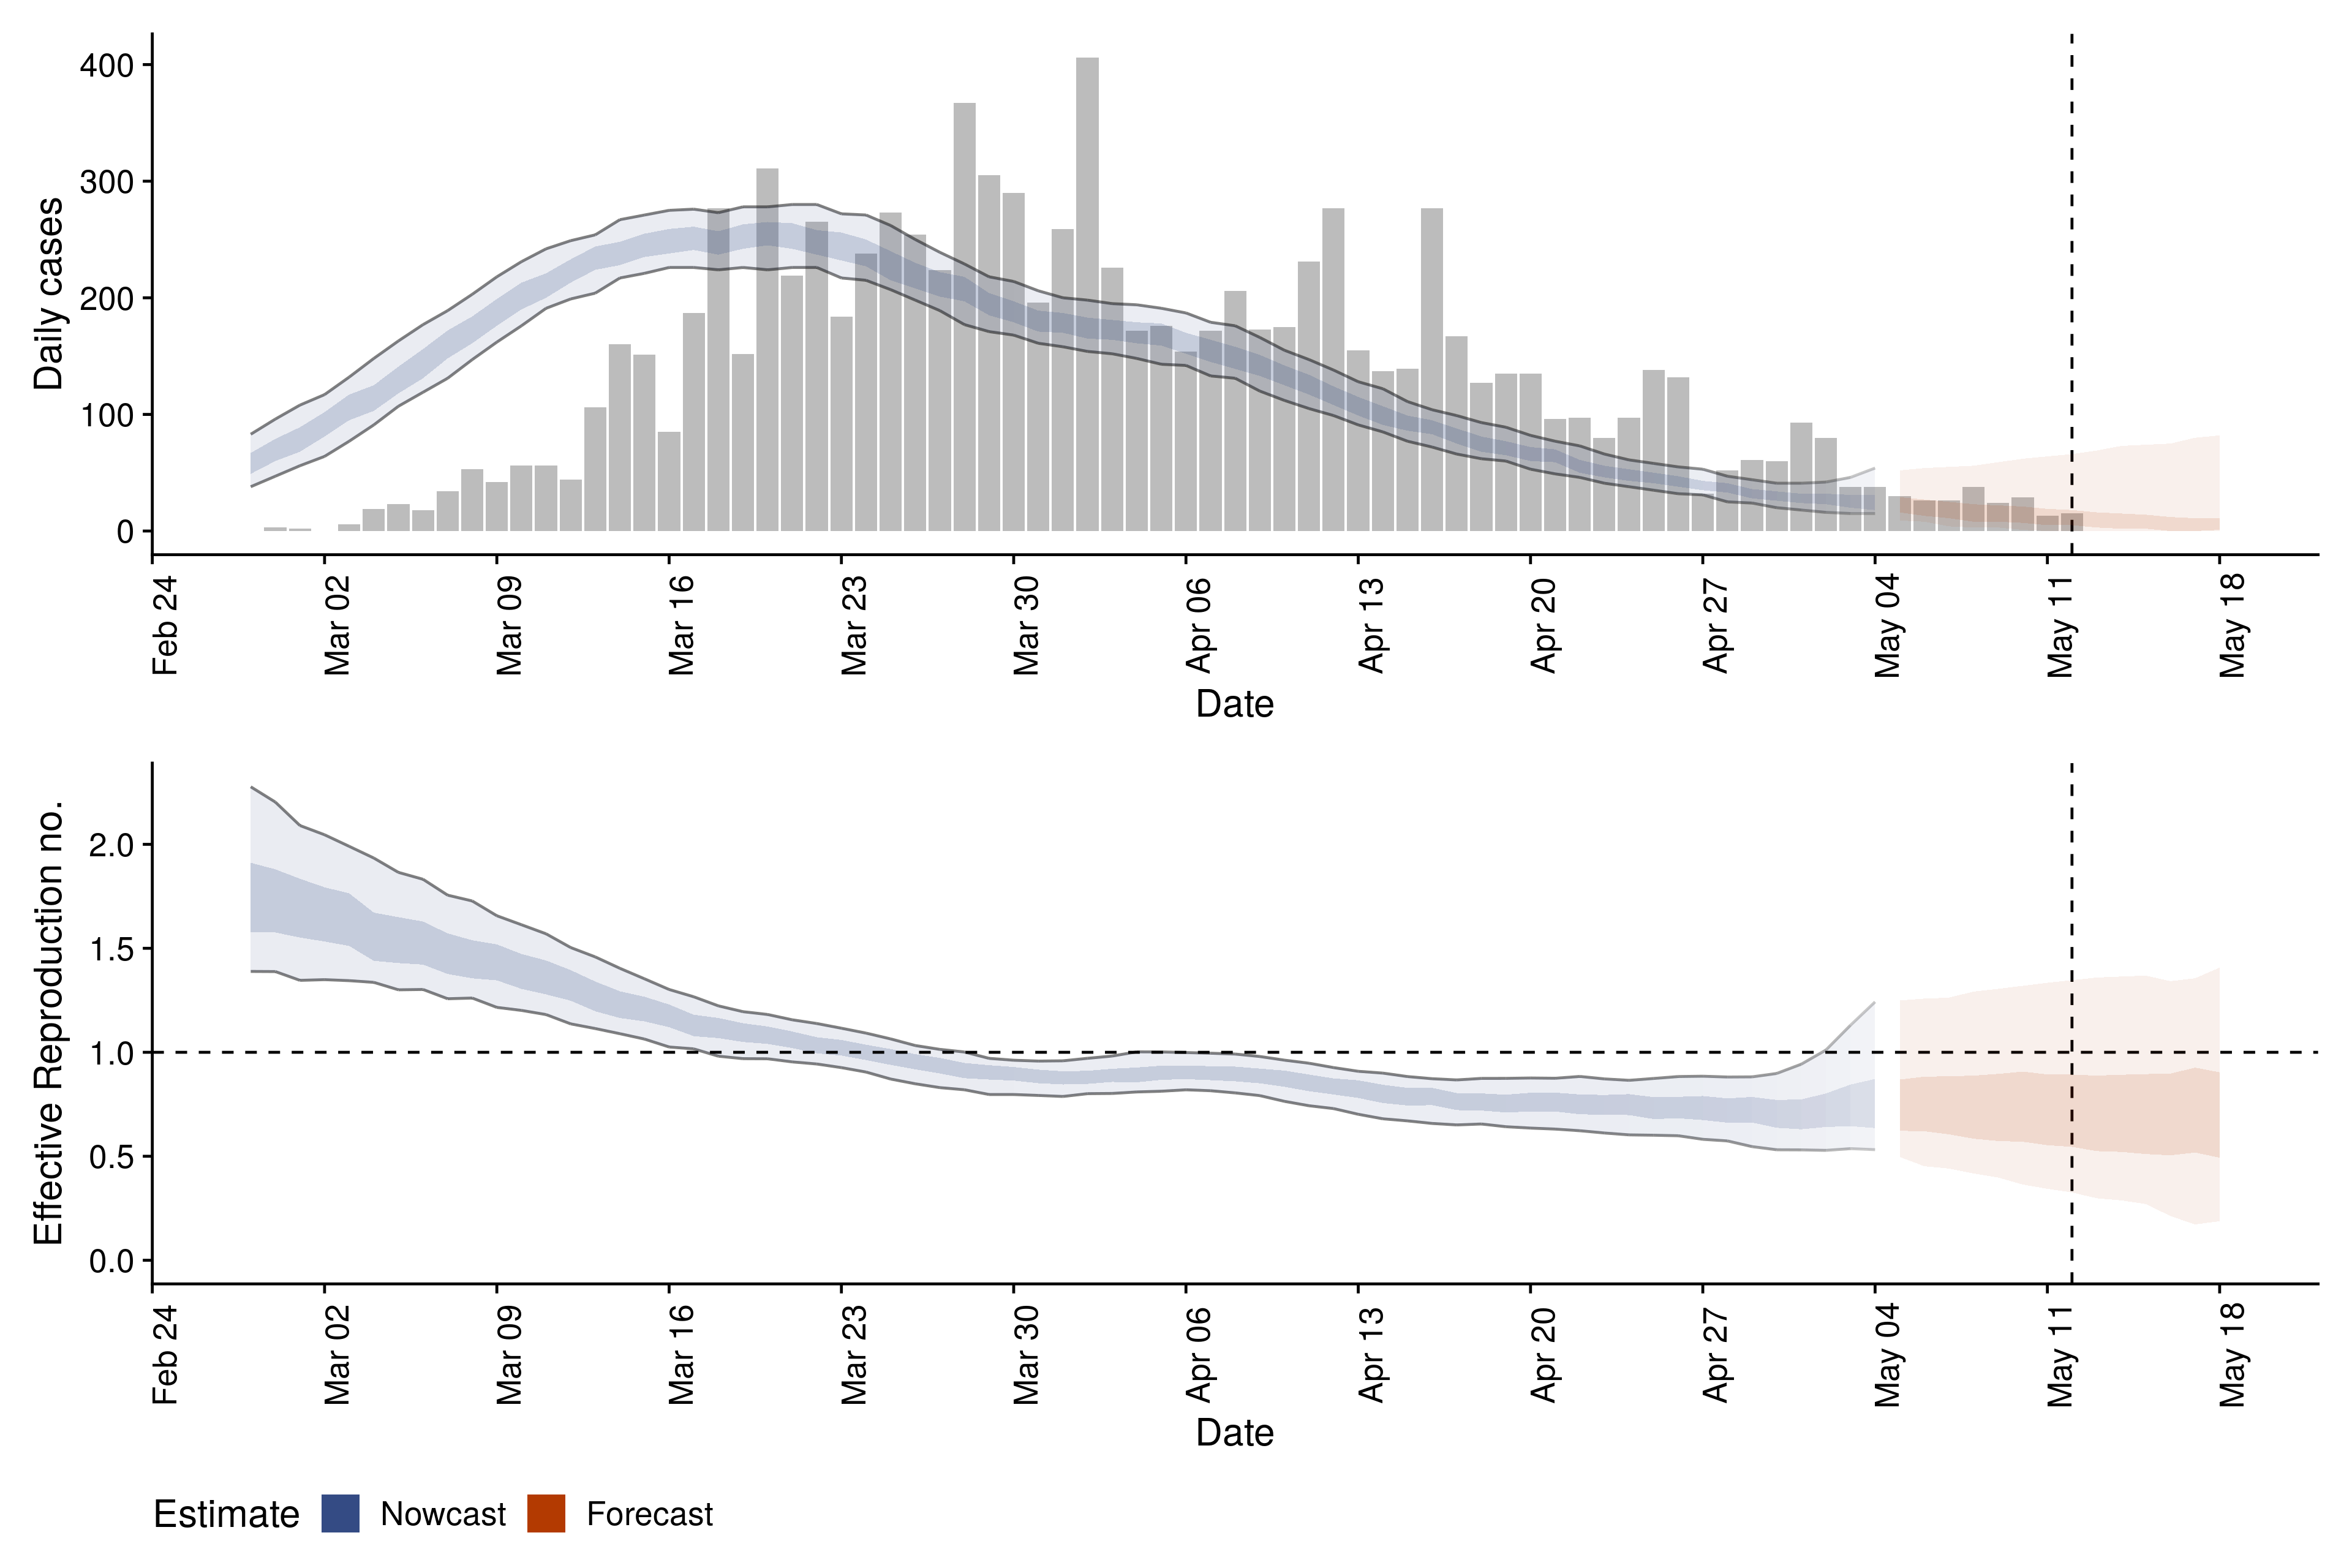 Daily cases
400
300
200
100
0
Feb 24
Mar 02
Mar 09
Mar 16
Mar 23
Mar 30
Apr 06
Apr 13
Apr 20
Apr 27
May 04
May 11
May 18
Date
Effective Reproduction no.
2.0
1.5
1.0
0.5
0.0
Feb 24
Mar 02
Mar 09
Mar 16
Mar 23
Mar 30
Apr 06
Apr 13
Apr 20
Apr 27
May 04
May 11
May 18
Date
Estimate Nowcast Forecast